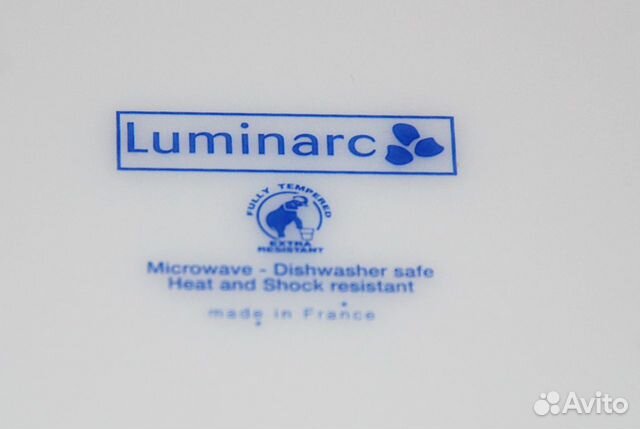 Luminarc
FULLY TEMPERED
EXTRA
RESISTANT
Microwave - Dishwasher safe
Heat and Shock resistant
made in France
Avito